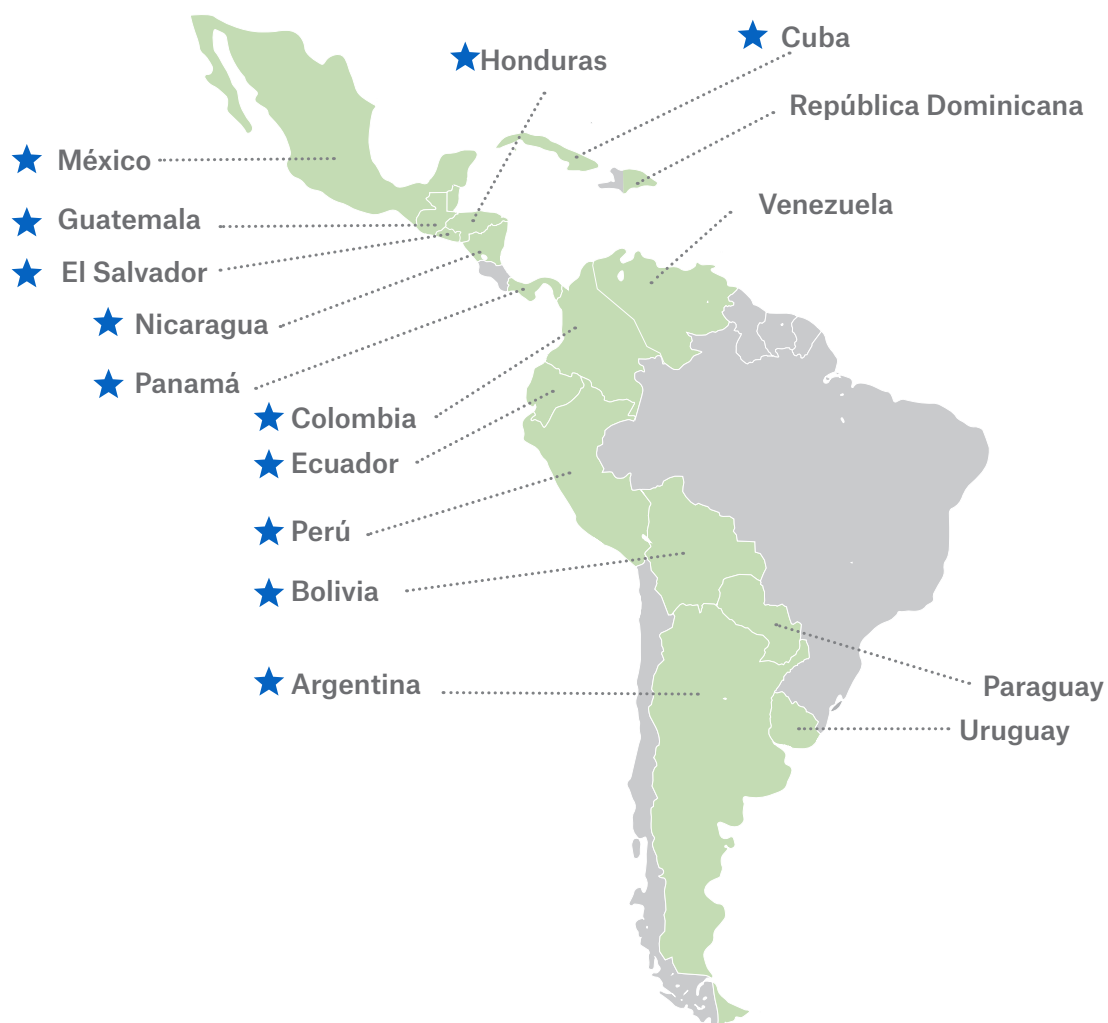 Cuba
Honduras
República Dominicana
México
Venezuela
Guatemala
El Salvador
Nicaragua
Panamá
Colombia
Ecuador
Perú
Bolivia
Argentina
Paraguay
Uruguay